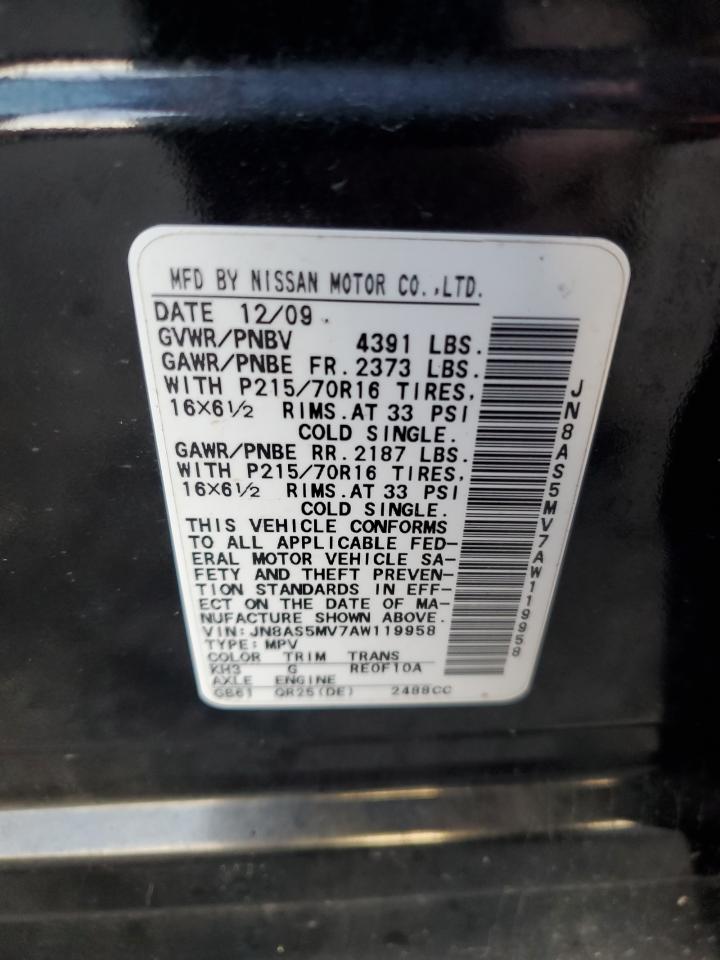 MFD BY NISSAN MOTOR CO.,LTD.
DATE 12/09
GVWR/PNBV 4391 LBS.
GAWR/PNBE FR.2373 LBS.
WITH P215/70R16 TIRES,
16X6½ RIMS.AT 33 PSI
COLD SINGLE.
GAWR/PNBE RR.2187 LBS.
WITH P215/70R16 TIRES,
16X6½ RIMS.AT 33 PSI
COLD SINGLE.
THIS VEHICLE CONFORMS
TO ALL APPLICABLE FED-
ERAL MOTOR VEHICLE SA-
FETY AND THEFT PREVEN-
TION STANDARDS IN EFF-
ECT ON THE DATE OF MA-
NUFACTURE SHOWN ABOVE.
VIN:JN8AS5MV7AW119958
TYPE:MPV
COLOR TRIM TRANS
KH3 G RE0F10A
AXLE ENGINE
GB61 QR25(DE) 2488CC
JN8AS5MV7AW119958